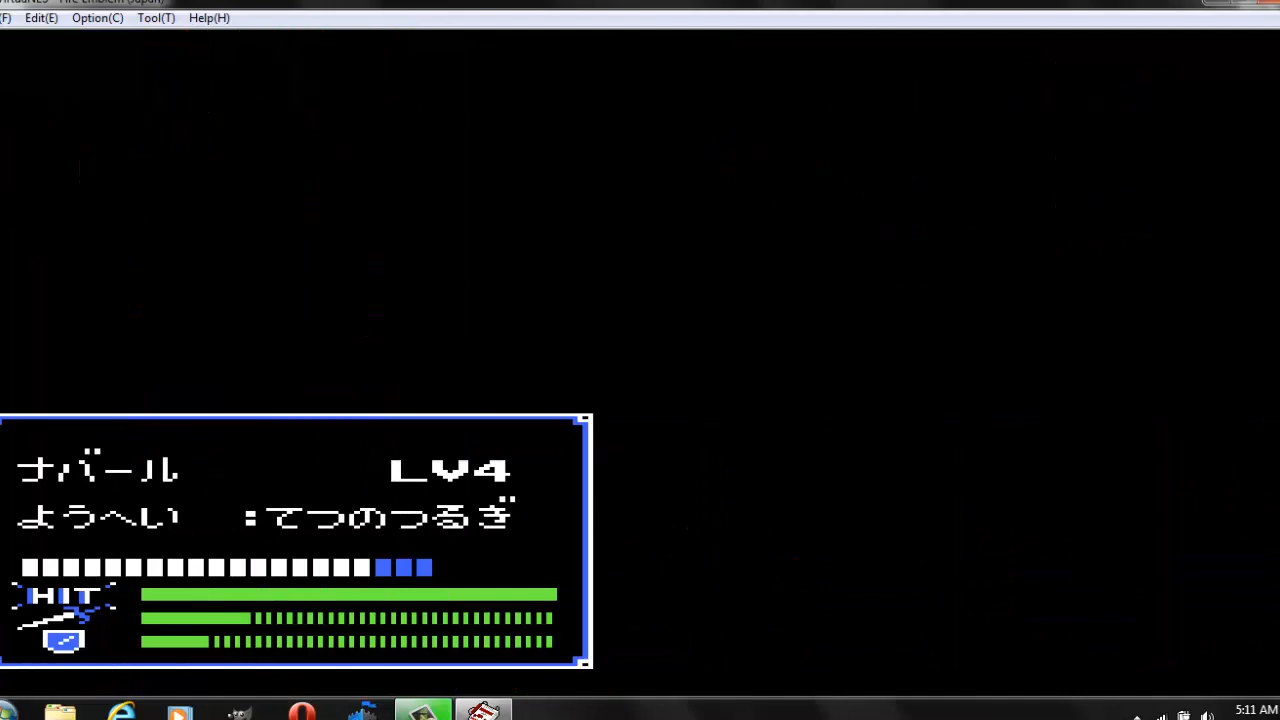 (F) Edit(E) Option(C) Tool(T) Help(H)
ナバール LV4
ようへい :てつのつるぎ
HIT
5:11 AM